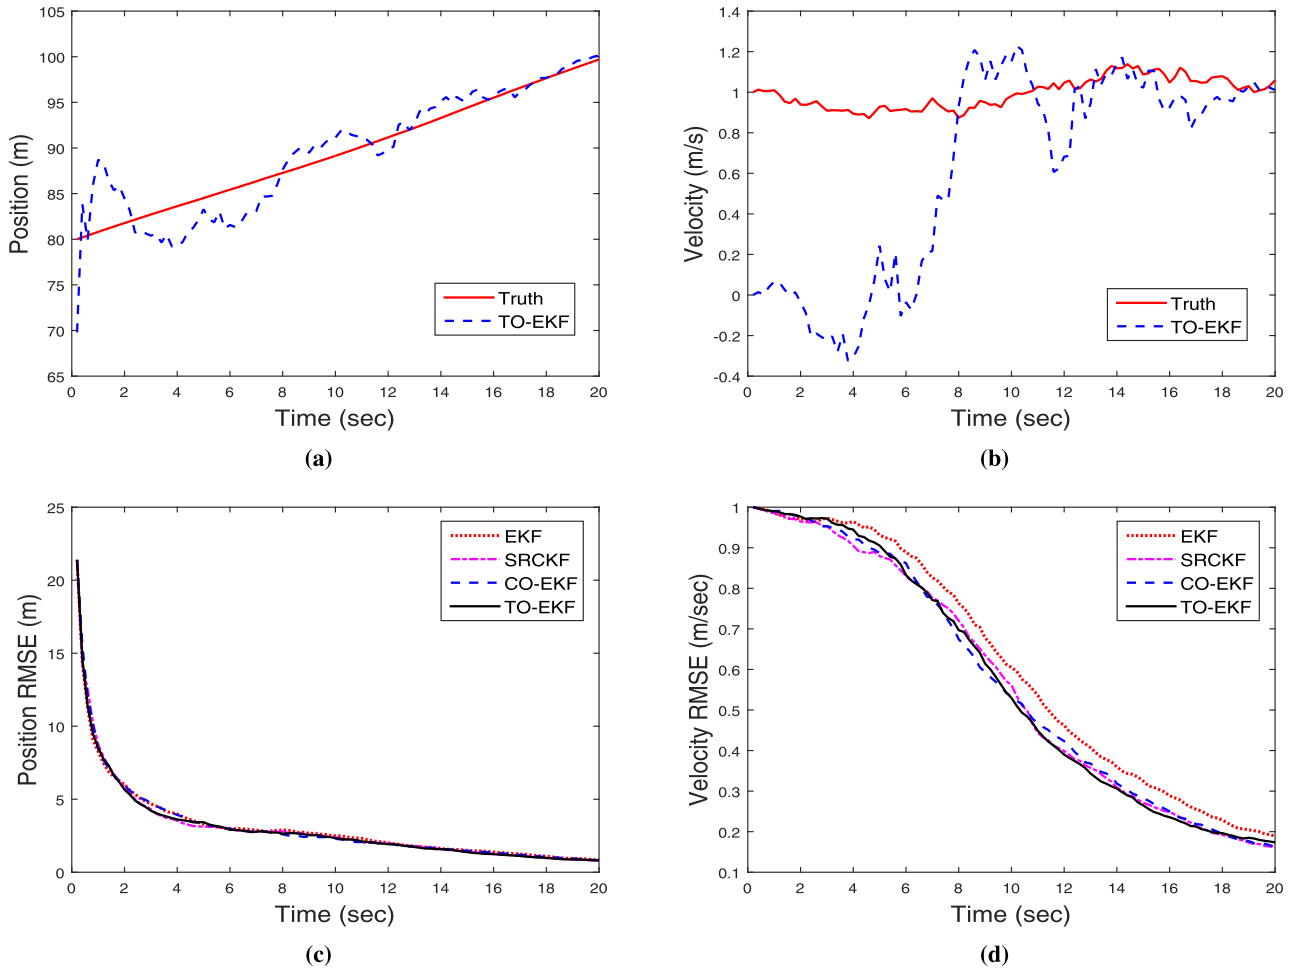 105
100
95
90
85
80
75
70
65
Position (m)
0 2 4 6 8 10 12 14 16 18 20
Time (sec)
Truth
TO-EKF
(a)
1.4
1.2
1
0.8
0.6
0.4
0.2
0
-0.2
-0.4
Velocity (m/s)
0 2 4 6 8 10 12 14 16 18 20
Time (sec)
Truth
TO-EKF
(b)
25
20
15
10
5
0
Position RMSE (m)
0 2 4 6 8 10 12 14 16 18 20
Time (sec)
EKF
SRCKF
CO-EKF
TO-EKF
(c)
1
0.9
0.8
0.7
0.6
0.5
0.4
0.3
0.2
0.1
Velocity RMSE (m/sec)
0 2 4 6 8 10 12 14 16 18 20
Time (sec)
EKF
SRCKF
CO-EKF
TO-EKF
(d)